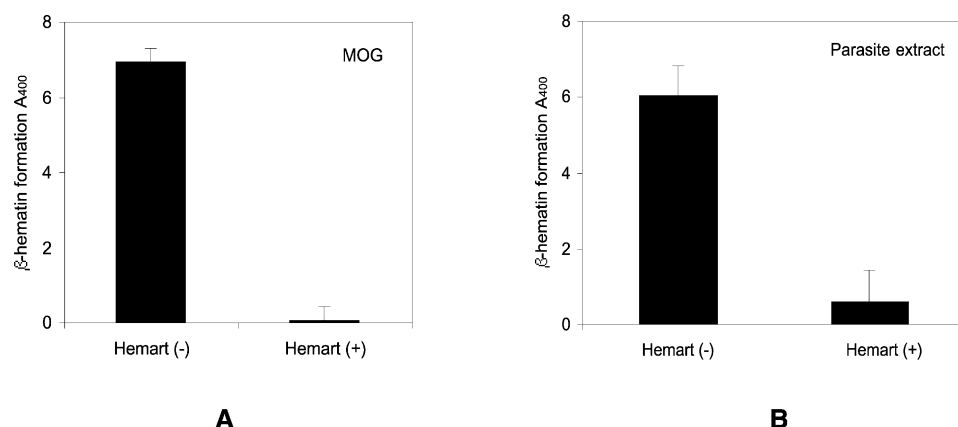 8
6
4
2
0
β-hematin formation A400
MOG
Hemart (-)
Hemart (+)
A
8
6
4
2
0
β-hematin formation A400
Parasite extract
Hemart (-)
Hemart (+)
B